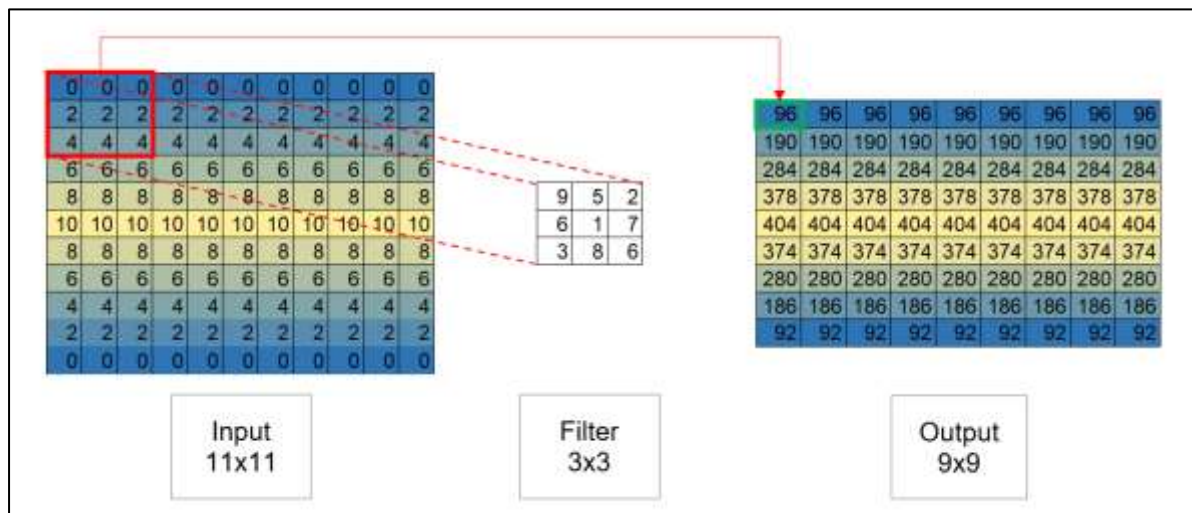 0 0 0 0 0 0 0 0 0 0 0
2 2 2 2 2 2 2 2 2 2 2
4 4 4 4 4 4 4 4 4 4 4
6 6 6 6 6 6 6 6 6 6 6
8 8 8 8 8 8 8 8 8 8 8
10 10 10 10 10 10 10 10 10 10 10
8 8 8 8 8 8 8 8 8 8 8
6 6 6 6 6 6 6 6 6 6 6
4 4 4 4 4 4 4 4 4 4 4
2 2 2 2 2 2 2 2 2 2 2
0 0 0 0 0 0 0 0 0 0 0
9 5 2
6 1 7
3 8 6
96 96 96 96 96 96 96 96 96
190 190 190 190 190 190 190 190 190
284 284 284 284 284 284 284 284 284
378 378 378 378 378 378 378 378 378
404 404 404 404 404 404 404 404 404
374 374 374 374 374 374 374 374 374
280 280 280 280 280 280 280 280 280
186 186 186 186 186 186 186 186 186
92 92 92 92 92 92 92 92 92
Input
11x11
Filter
3x3
Output
9x9